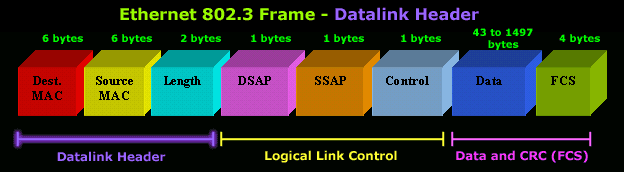 Ethernet 802.3 Frame - Datalink Header
6 bytes 6 bytes 2 bytes 1 bytes 1 bytes 1 bytes 43 to 1497 bytes 4 bytes
Dest. MAC
Source MAC
Length
DSAP
SSAP
Control
Data
FCS
Datalink Header
Logical Link Control
Data and CRC (FCS)